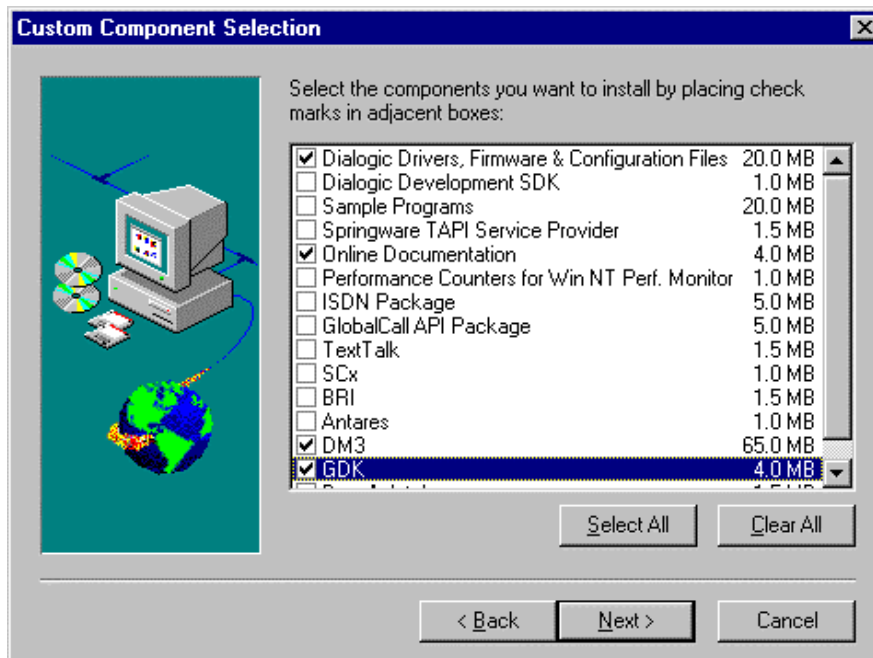 Custom Component Selection
Select the components you want to install by placing check
marks in adjacent boxes:
Dialogic Drivers, Firmware & Configuration Files 20.0 MB
Dialogic Development SDK 1.0 MB
Sample Programs 20.0 MB
Springware TAPI Service Provider 1.5 MB
Online Documentation 4.0 MB
Performance Counters for Win NT Perf. Monitor 1.0 MB
ISDN Package 5.0 MB
GlobalCall API Package 5.0 MB
TextTalk 1.5 MB
SCx 1.0 MB
BRI 1.5 MB
Antares 1.0 MB
DM3 65.0 MB
GDK 4.0 MB
Select All Clear All
< Back Next > Cancel